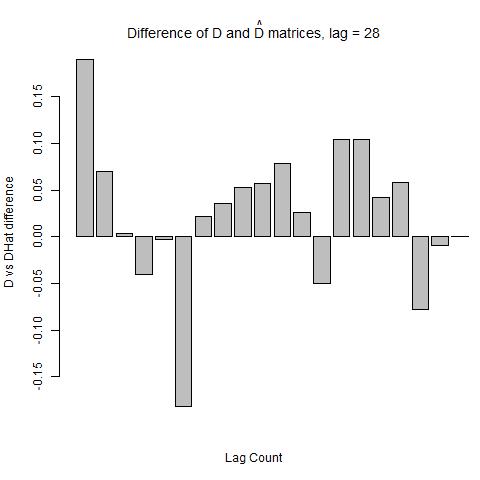 Difference of D and D̂ matrices, lag = 28
D vs DHat difference
0.15
0.10
0.05
0.00
-0.05
-0.10
-0.15
Lag Count